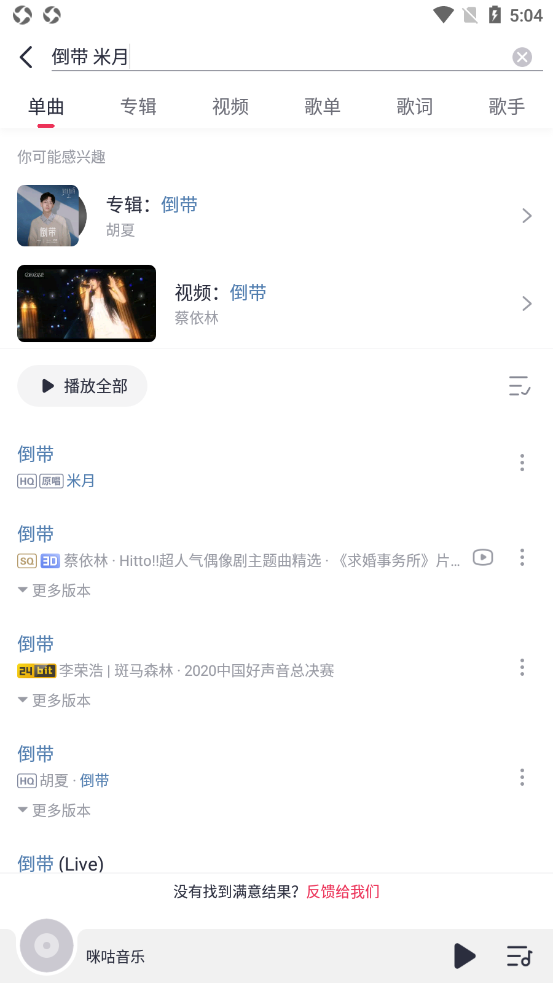 5:04
倒带 米月
单曲 专辑 视频 歌单 歌词 歌手
你可能感兴趣
专辑：倒带
胡夏
倒带
视频：倒带
蔡依林
播放全部
倒带
HQ 原唱 米月
倒带
SQ 3D 蔡依林 · Hitto!!超人气偶像剧主题曲精选 · 《求婚事务所》片...
更多版本
倒带
24bit 李荣浩 | 斑马森林 · 2020中国好声音总决赛
更多版本
倒带
HQ 胡夏 · 倒带
更多版本
倒带 (Live)
没有找到满意结果？反馈给我们
咪咕音乐